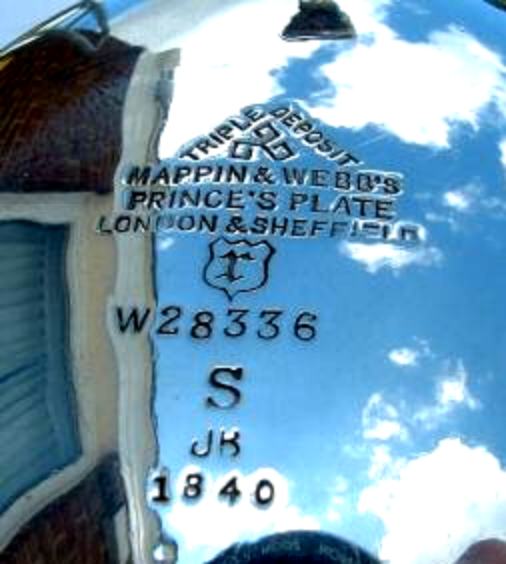 TRIPLE DEPOSIT
MAPPIN & WEBB'S
PRINCE'S PLATE
LONDON & SHEFFIELD
r
W28336
S
JK
1840